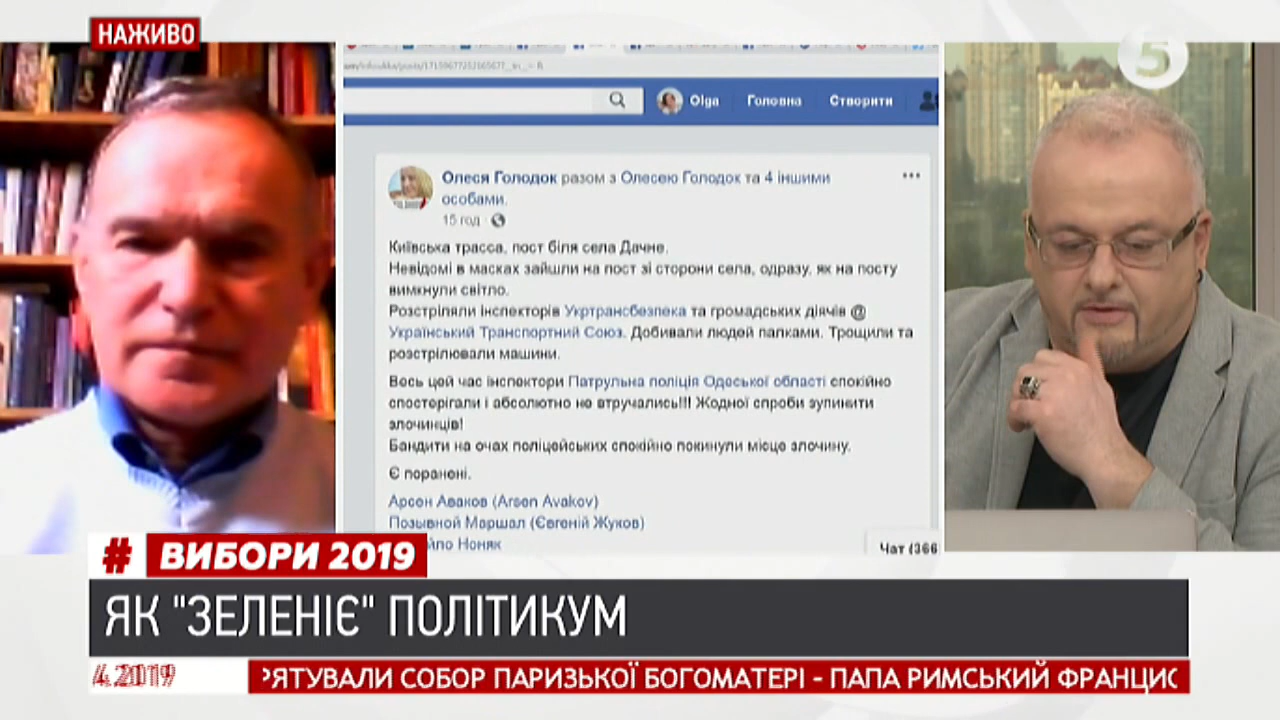 НАЖИВО
5
Olga Головна Створити
Олеся Голодок разом з Олесею Голодок та 4 іншими
особами.
15 год
Київська трасса, пост біля села Дачне.
Невідомі в масках зайшли на пост зі сторони села, одразу, як на посту
вимкнули світло.
Розстріляли інспекторів Укртрансбезпека та громадських діячів @
Український Транспортний Союз. Добивали людей палками. Трощили та
розстрілювали машини.
Весь цей час інспектори Патрульна поліція Одеської області спокійно
спостерігали і абсолютно не втручались!!! Жодної спроби зупинити
злочинців!
Бандити на очах поліцейських спокійно покинули місце злочину.
Є поранені.
Арсен Аваков (Arsen Avakov)
Позывной Маршал (Євгеній Жуков)
йло Ноняк
Чат (366
# ВИБОРИ 2019
ЯК "ЗЕЛЕНІЄ" ПОЛІТИКУМ
4.2019 РЯТУВАЛИ СОБОР ПАРИЗЬКОЇ БОГОМАТЕРІ - ПАПА РИМСЬКИЙ ФРАНЦИС